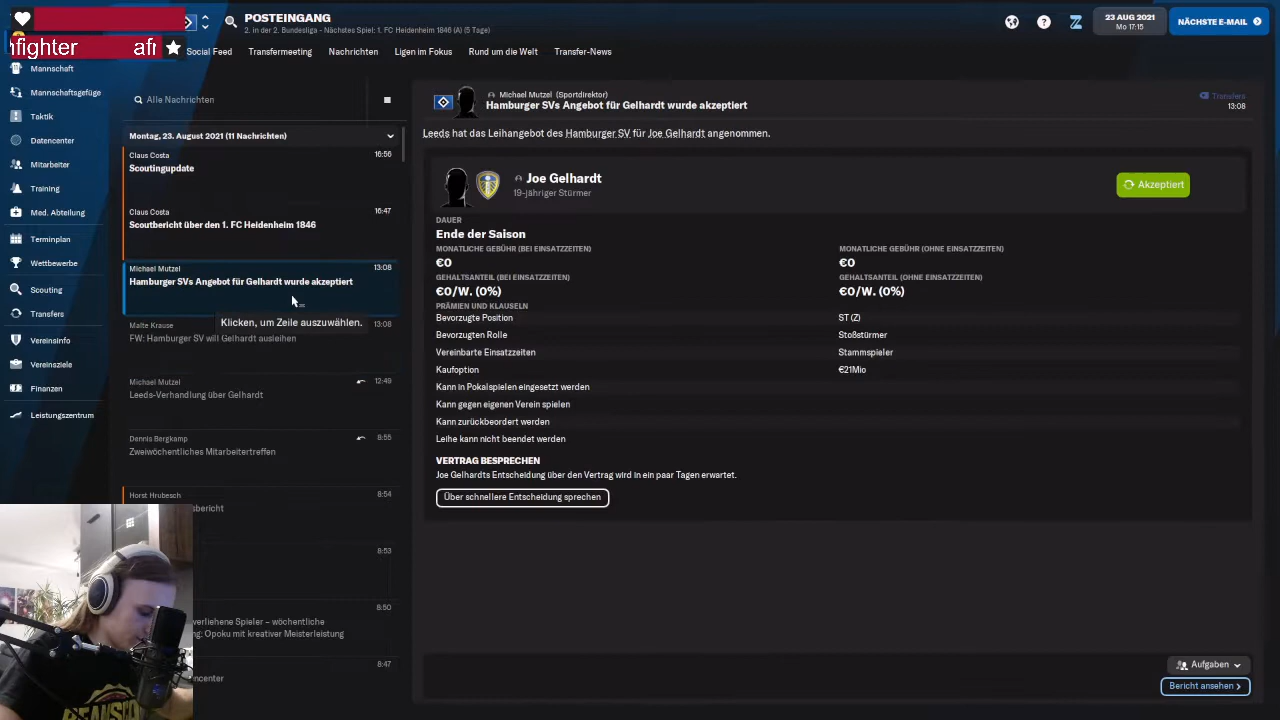 POSTEINGANG
2. in der 2. Bundesliga - Nächstes Spiel: 1. FC Heidenheim 1846 (A) (5 Tage)
23 AUG 2021
Mo 17:15
NÄCHSTE E-MAIL
Social Feed
Transfermeeting
Nachrichten
Ligen im Fokus
Rund um die Welt
Transfer-News
Mannschaft
Mannschaftsgefüge
Taktik
Datencenter
Mitarbeiter
Training
Med. Abteilung
Terminplan
Wettbewerbe
Scouting
Transfers
Vereinsinfo
Vereinsziele
Finanzen
Leistungszentrum
Alle Nachrichten
Montag, 23. August 2021 (11 Nachrichten)
Claus Costa 16:56
Scoutingupdate
Claus Costa 16:47
Scoutbericht über den 1. FC Heidenheim 1846
Michael Mutzel 13:08
Hamburger SVs Angebot für Gelhardt wurde akzeptiert
Klicken, um Zeile auszuwählen.
Malte Krause 13:08
FW: Hamburger SV will Gelhardt ausleihen
Michael Mutzel 12:49
Leeds-Verhandlung über Gelhardt
Dennis Bergkamp 8:55
Zweiwöchentliches Mitarbeitertreffen
Horst Hrubesch 8:54
sbericht
8:53
8:50
verliehene Spieler – wöchentliche
ng: Opoku mit kreativer Meisterleistung
8:47
encenter
Michael Mutzel (Sportdirektor)
Hamburger SVs Angebot für Gelhardt wurde akzeptiert
Transfers
13:08
Leeds hat das Leihangebot des Hamburger SV für Joe Gelhardt angenommen.
Joe Gelhardt
19-jähriger Stürmer
Akzeptiert
DAUER
Ende der Saison
MONATLICHE GEBÜHR (BEI EINSATZZEITEN) MONATLICHE GEBÜHR (OHNE EINSATZZEITEN)
€0 €0
GEHALTSANTEIL (BEI EINSATZZEITEN) GEHALTSANTEIL (OHNE EINSATZZEITEN)
€0/W. (0%) €0/W. (0%)
PRÄMIEN UND KLAUSELN
Bevorzugte Position ST (Z)
Bevorzugten Rolle Stoßstürmer
Vereinbarte Einsatzzeiten Stammspieler
Kaufoption €21Mio
Kann in Pokalspielen eingesetzt werden
Kann gegen eigenen Verein spielen
Kann zurückbeordert werden
Leihe kann nicht beendet werden
VERTRAG BESPRECHEN
Joe Gelhardts Entscheidung über den Vertrag wird in ein paar Tagen erwartet.
Über schnellere Entscheidung sprechen
Aufgaben
Bericht ansehen